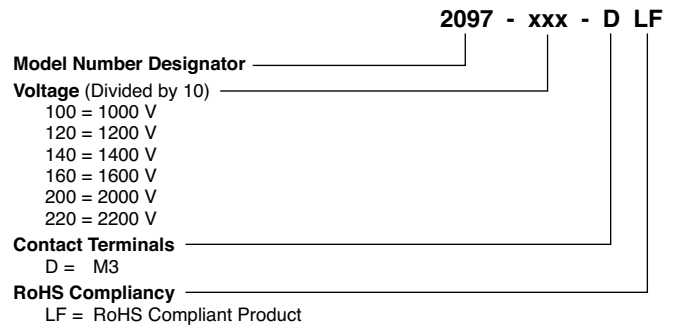 2097 - xxx - D LF
Model Number Designator
Voltage (Divided by 10)
100 = 1000 V
120 = 1200 V
140 = 1400 V
160 = 1600 V
200 = 2000 V
220 = 2200 V
Contact Terminals
D = M3
RoHS Compliancy
LF = RoHS Compliant Product